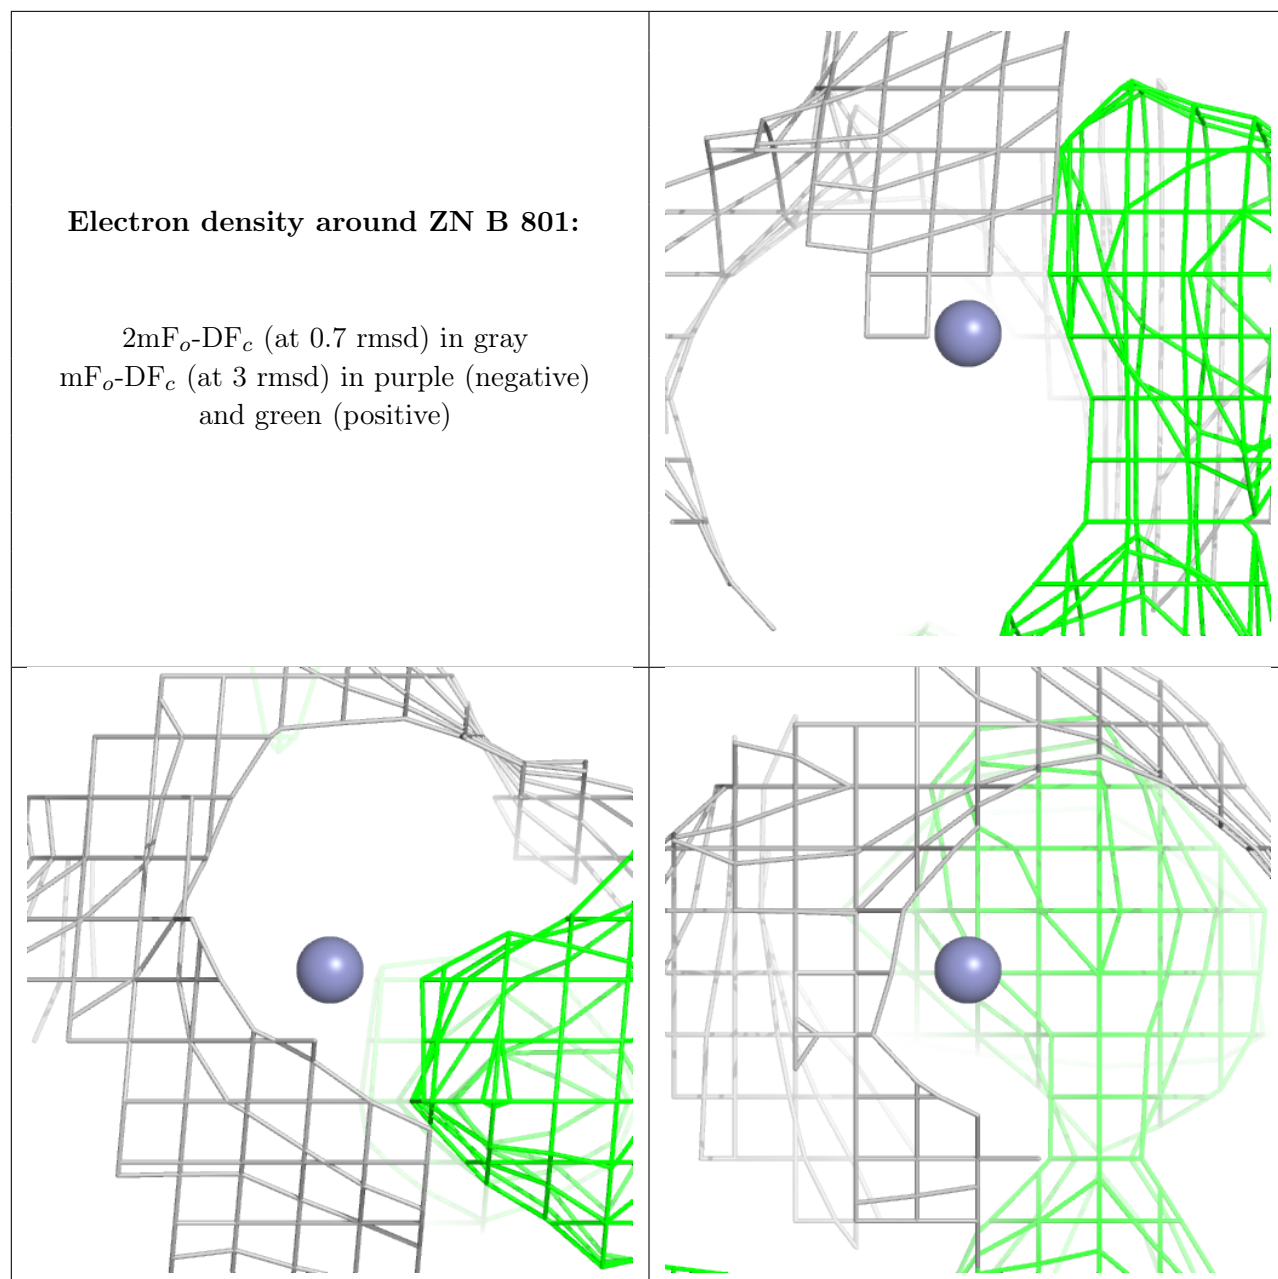 Electron density around ZN B 801:
2mFo-DFc (at 0.7 rmsd) in gray
mFo-DFc (at 3 rmsd) in purple (negative)
and green (positive)